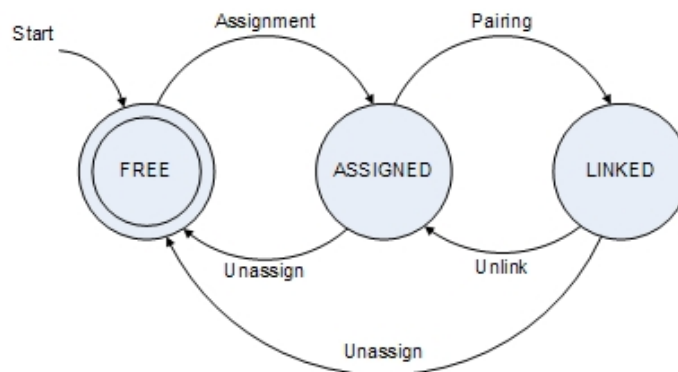 Start
Assignment
Pairing
FREE
ASSIGNED
LINKED
Unassign
Unlink
Unassign